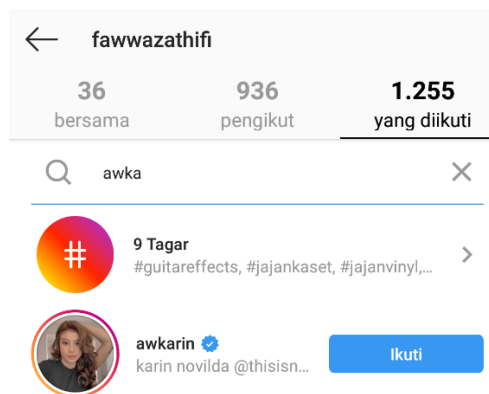 fawwazathifi
36 936 1.255
bersama pengikut yang diikuti
awka
9 Tagar
#guitareffects, #jajankaset, #jajanvinyl,...
awkarin
karin novilda @thisisn...
Ikuti